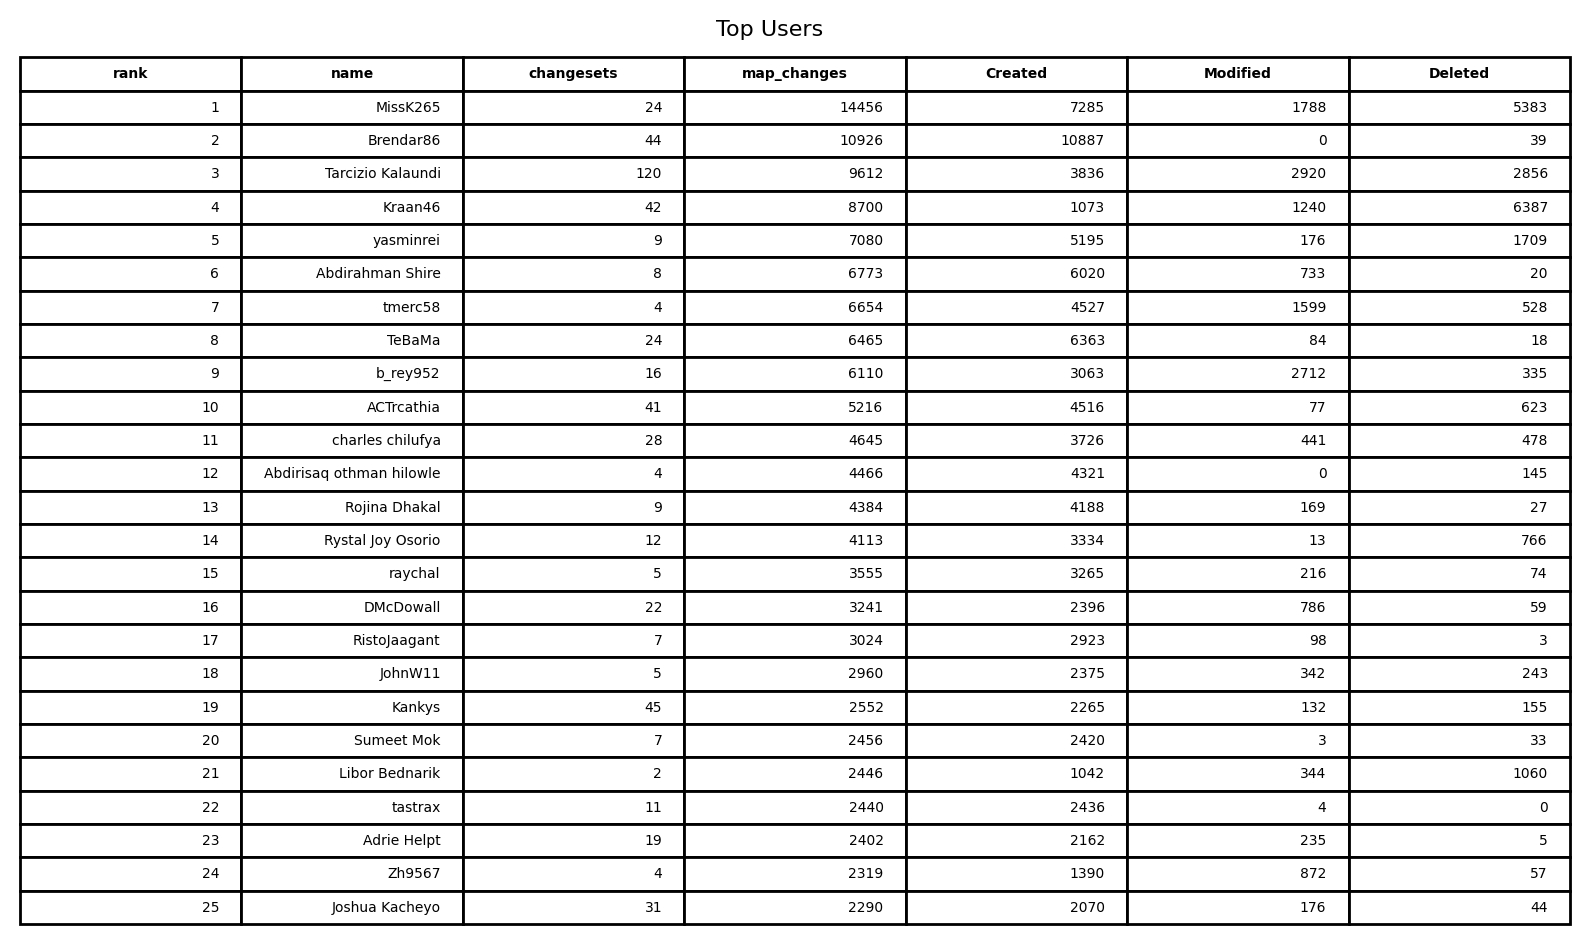 Top Users
rank name changesets map_changes Created Modified Deleted
1 MissK265 24 14456 7285 1788 5383
2 Brendar86 44 10926 10887 0 39
3 Tarcizio Kalaundi 120 9612 3836 2920 2856
4 Kraan46 42 8700 1073 1240 6387
5 yasminrei 9 7080 5195 176 1709
6 Abdirahman Shire 8 6773 6020 733 20
7 tmerc58 4 6654 4527 1599 528
8 TeBaMa 24 6465 6363 84 18
9 b_rey952 16 6110 3063 2712 335
10 ACTrcathia 41 5216 4516 77 623
11 charles chilufya 28 4645 3726 441 478
12 Abdirisaq othman hilowle 4 4466 4321 0 145
13 Rojina Dhakal 9 4384 4188 169 27
14 Rystal Joy Osorio 12 4113 3334 13 766
15 raychal 5 3555 3265 216 74
16 DMcDowall 22 3241 2396 786 59
17 RistoJaagant 7 3024 2923 98 3
18 JohnW11 5 2960 2375 342 243
19 Kankys 45 2552 2265 132 155
20 Sumeet Mok 7 2456 2420 3 33
21 Libor Bednarik 2 2446 1042 344 1060
22 tastrax 11 2440 2436 4 0
23 Adrie Helpt 19 2402 2162 235 5
24 Zh9567 4 2319 1390 872 57
25 Joshua Kacheyo 31 2290 2070 176 44